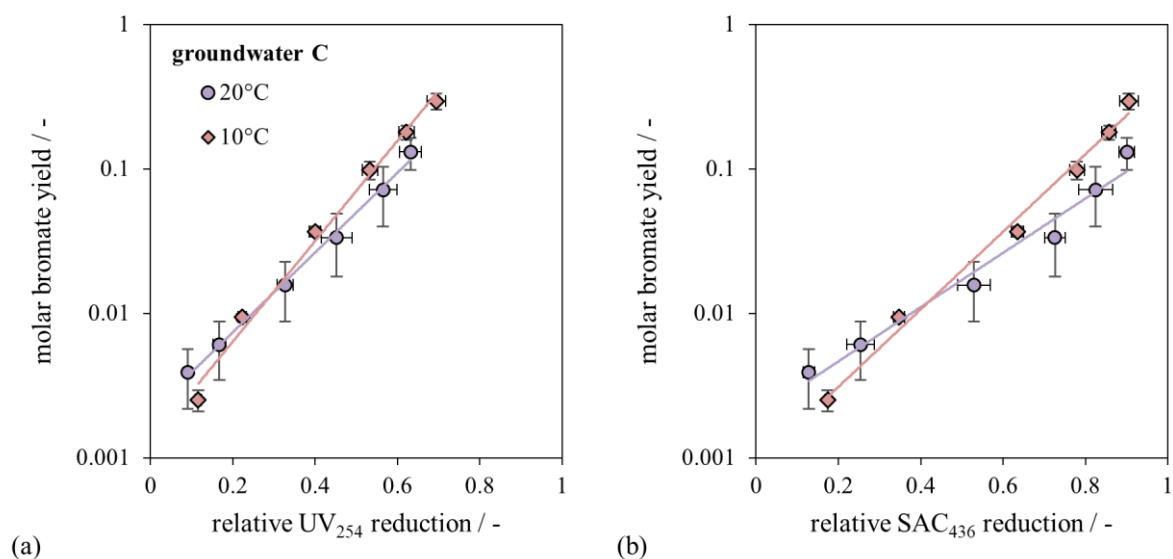 1
0.1
0.01
0.001
molar bromate yield / -
groundwater C
20°C
10°C
0 0.2 0.4 0.6 0.8 1
relative UV₂₅₄ reduction / -
(a)
1
0.1
0.01
0.001
molar bromate yield / -
0 0.2 0.4 0.6 0.8 1
relative SAC₄₃₆ reduction / -
(b)